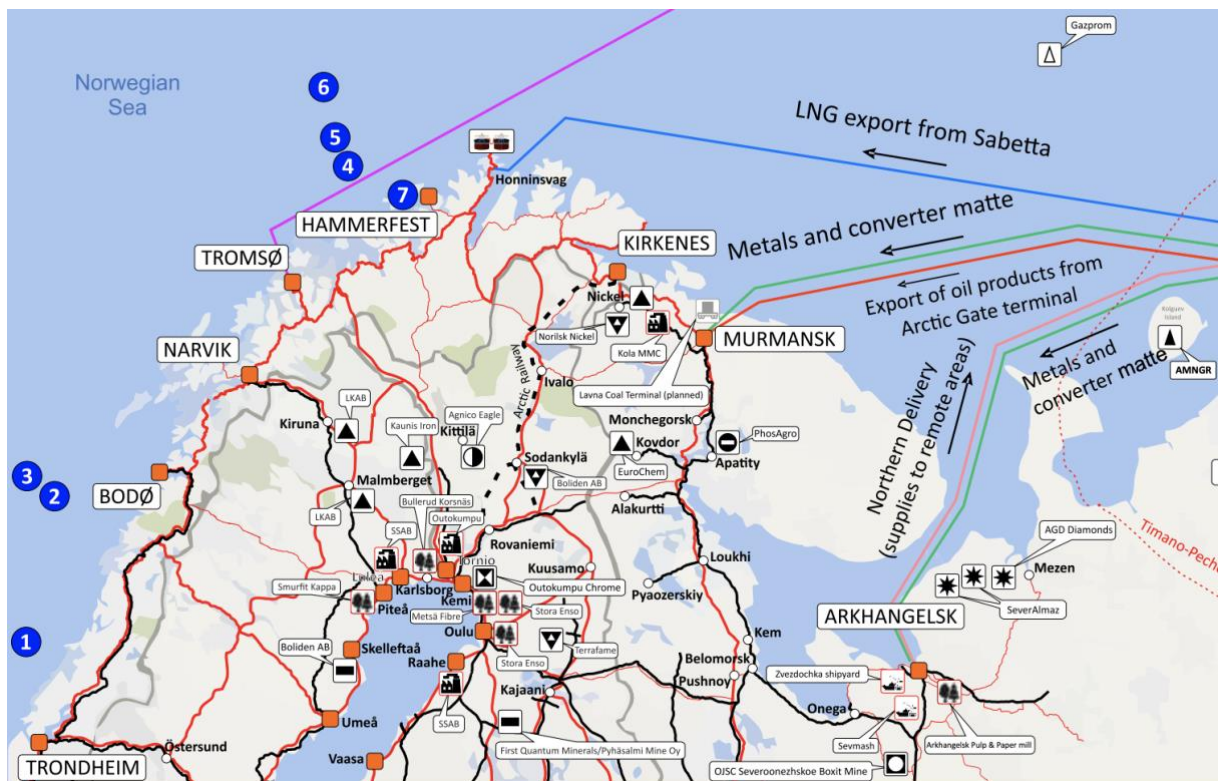 Gazprom
Norwegian
Sea
6
5
4
7
LNG export from Sabetta
Honninsvag
HAMMERFEST
Metals and converter matte
TROMSØ
KIRKENES
Export of oil products from
Arctic Gate terminal
Nickel
Norilsk Nickel
Kola MMC
MURMANSK
Kolguev
Island
AMNGR
Metals and
converter matte
NARVIK
Arctic Railway
Ivalo
Lavna Coal Terminal (planned)
Northern Delivery
(supplies to remote areas)
LKAB
Kiruna
Kaunis Iron
Agnico Eagle
Kittilä
Monchegorsk
Kovdor
EuroChem
PhosAgro
Apatity
3
2
BODØ
Malmberget
LKAB
Sodankylä
Boliden AB
Bullerud Korsnäs
Outokumpu
SSAB
Alakurtti
Timano-Pecho
AGD Diamonds
Rovaniemi
Tornio
Kuusamo
Loukhi
Mezen
SeverAlmaz
Smurfit Kappa
Luleå
Karlsborg
Kemi
Outokumpu Chrome
Pyaozerskiy
Piteå
Metsä Fibre
Stora Enso
ARKHANGELSK
1
Boliden AB
Skellefteå
Oulu
Stora Enso
Terrafame
Kem
Raahe
Belomorsk
Pushnoy
Zvezdochka shipyard
SSAB
Kajaani
Onega
Umeå
Sevmash
TRONDHEIM
Östersund
Vaasa
First Quantum Minerals/Pyhäsalmi Mine Oy
Arkhangelsk Pulp & Paper mill
OJSC Severoonezhskoe Boxit Mine